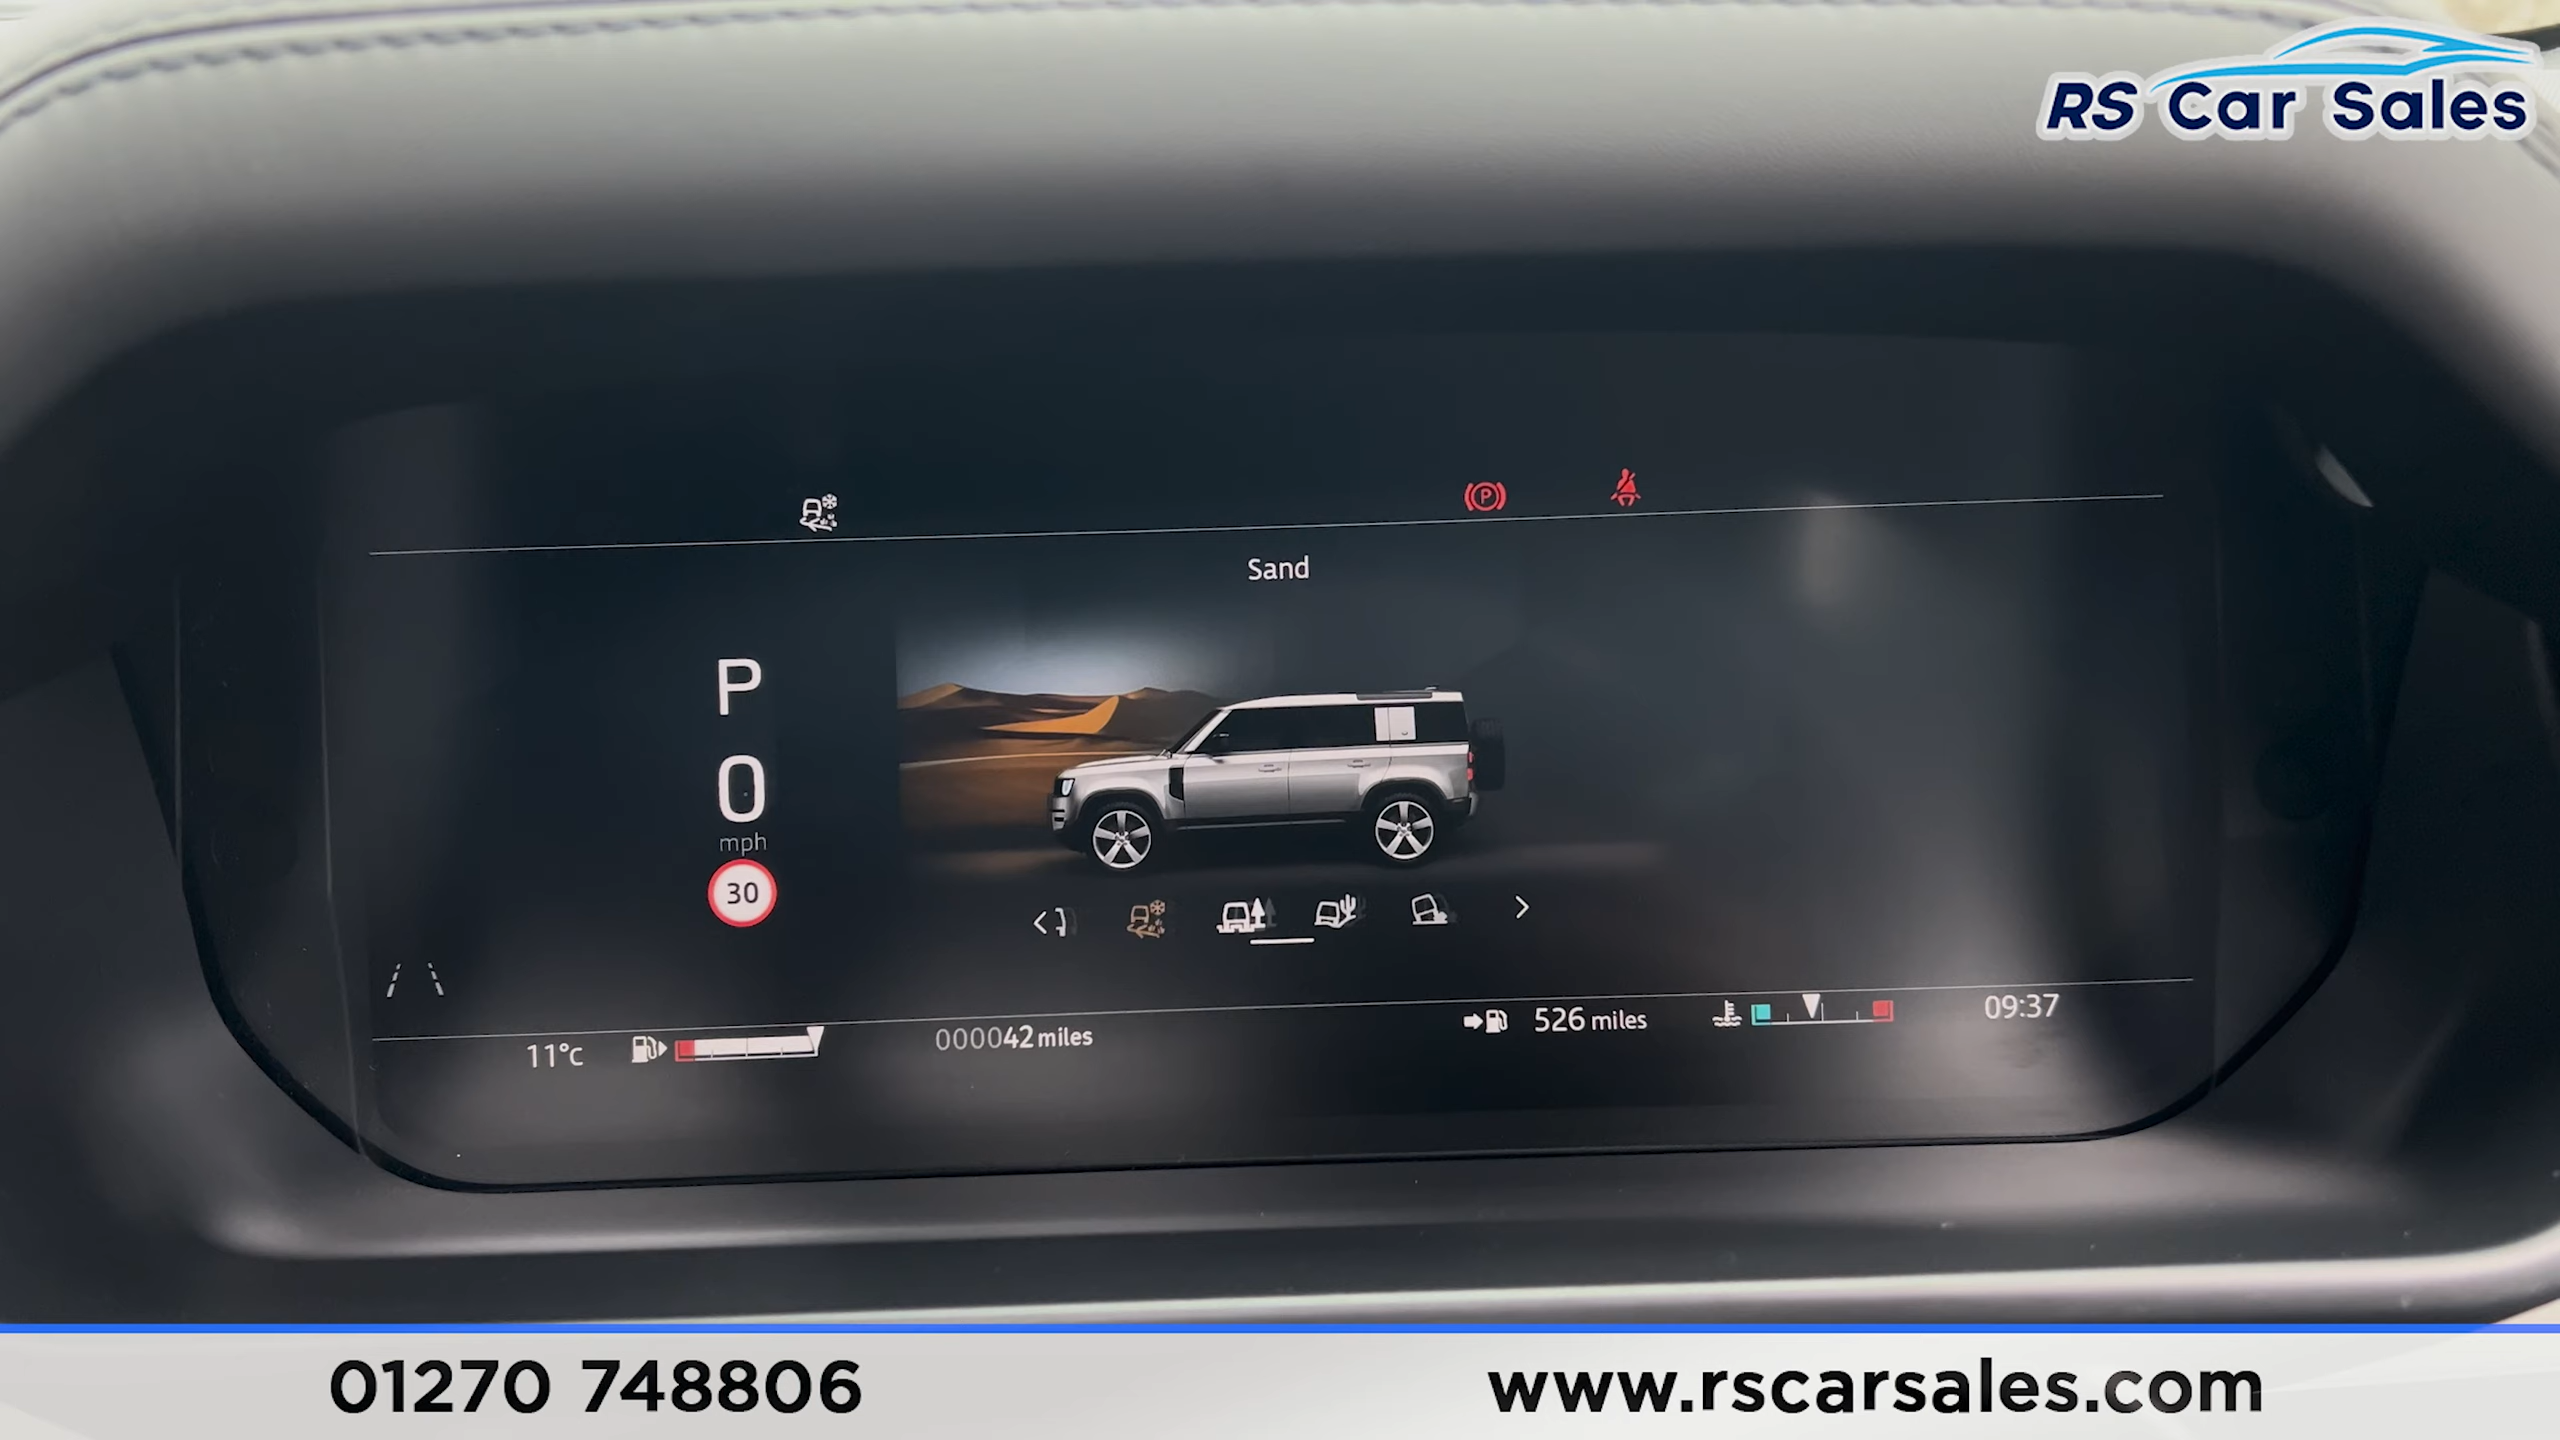 RS Car Sales
P
Sand
P
0
mph
30
11°c
000042 miles
526 miles
09:37
01270 748806
www.rscarsales.com